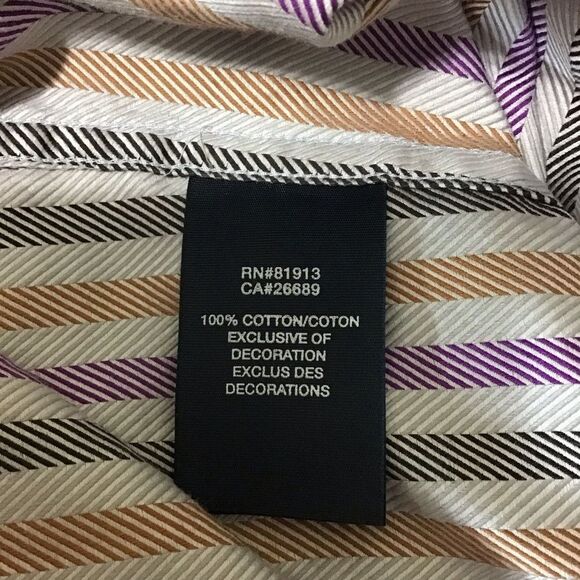 RN#81913
CA#26689
100% COTTON/COTON
EXCLUSIVE OF
DECORATION
EXCLUS DES
DECORATIONS